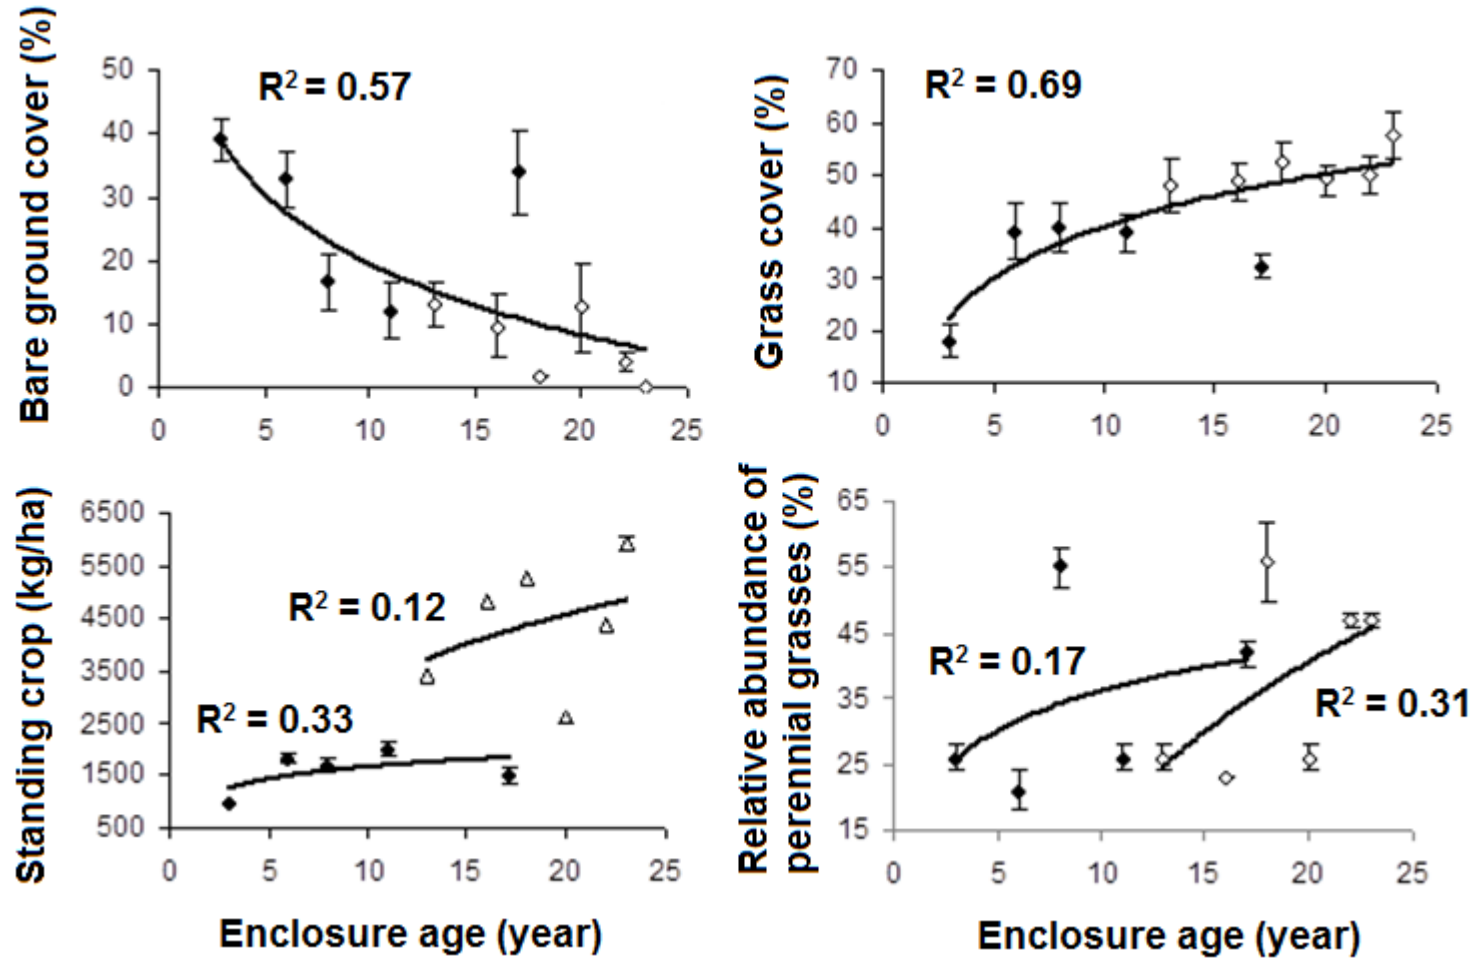 Bare ground cover (%)
50
40
30
20
10
0
R² = 0.57
0 5 10 15 20 25
Grass cover (%)
70
60
50
40
30
20
10
R² = 0.69
0 5 10 15 20 25
Standing crop (kg/ha)
6500
5500
4500
3500
2500
1500
500
R² = 0.12
R² = 0.33
0 5 10 15 20 25
Enclosure age (year)
Relative abundance of
perennial grasses (%)
65
55
45
35
25
15
R² = 0.17
R² = 0.31
0 5 10 15 20 25
Enclosure age (year)